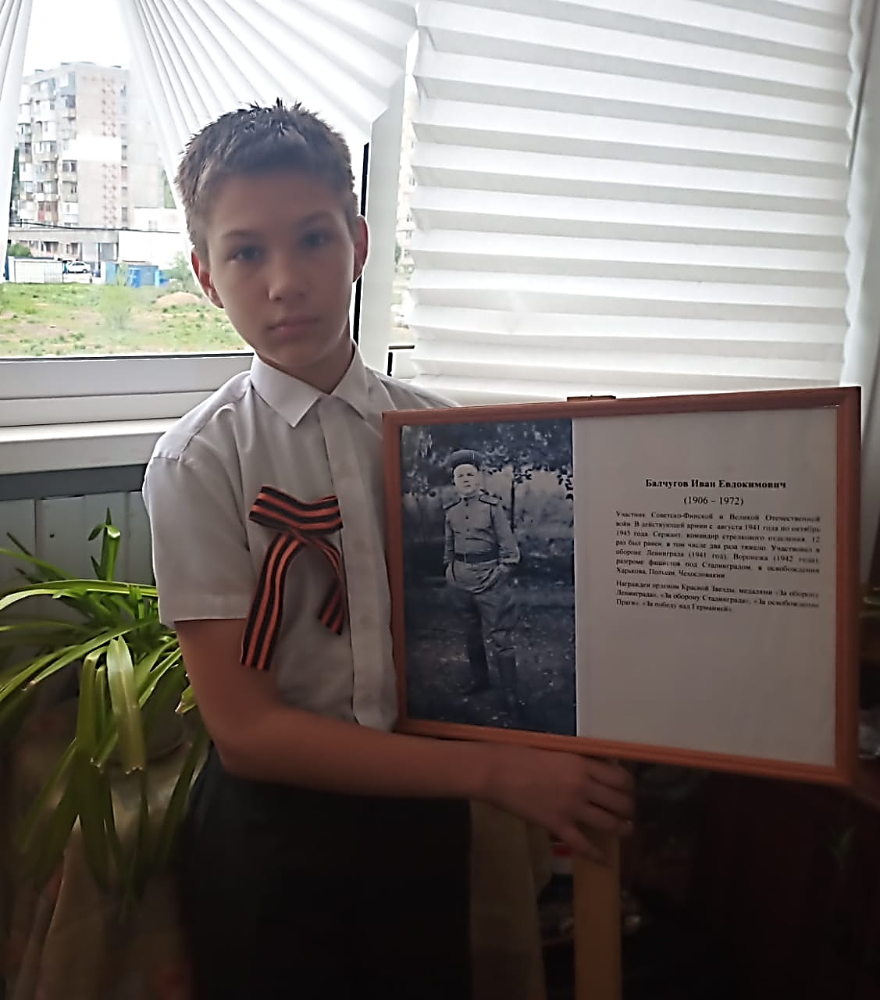 Балчугов Иван Евдокимович
(1906 – 1972)
Участник Советско-Финской и Великой Отечественной
войн. В действующей армии с августа 1941 года по октябрь
1945 года. Сержант, командир стрелкового отделения. 12
раз был ранен, в том числе два раза тяжело. Участвовал в
обороне Ленинграда (1941 год), Воронежа (1942 года),
разгроме фашистов под Сталинградом, в освобождении
Харькова, Польши, Чехословакии.
Награжден орденом Красной Звезды, медалями «За оборону
Ленинграда», «За оборону Сталинграда», «За освобождение
Праги», «За победу над Германией».